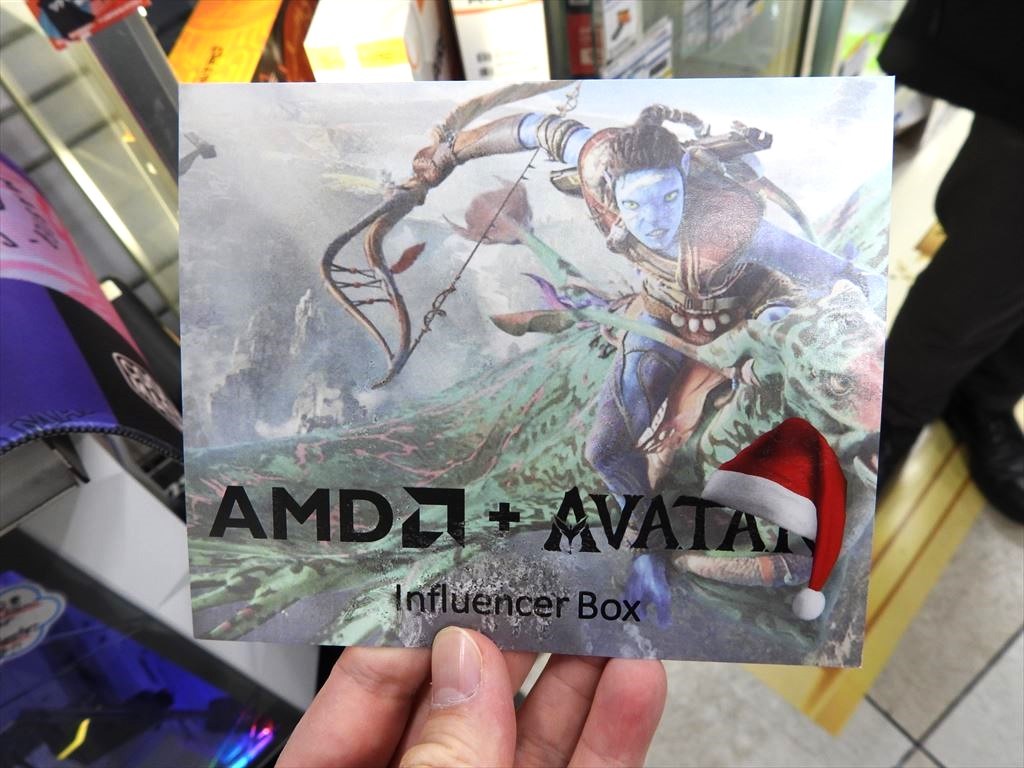 AMD + AVATAR
Influencer Box